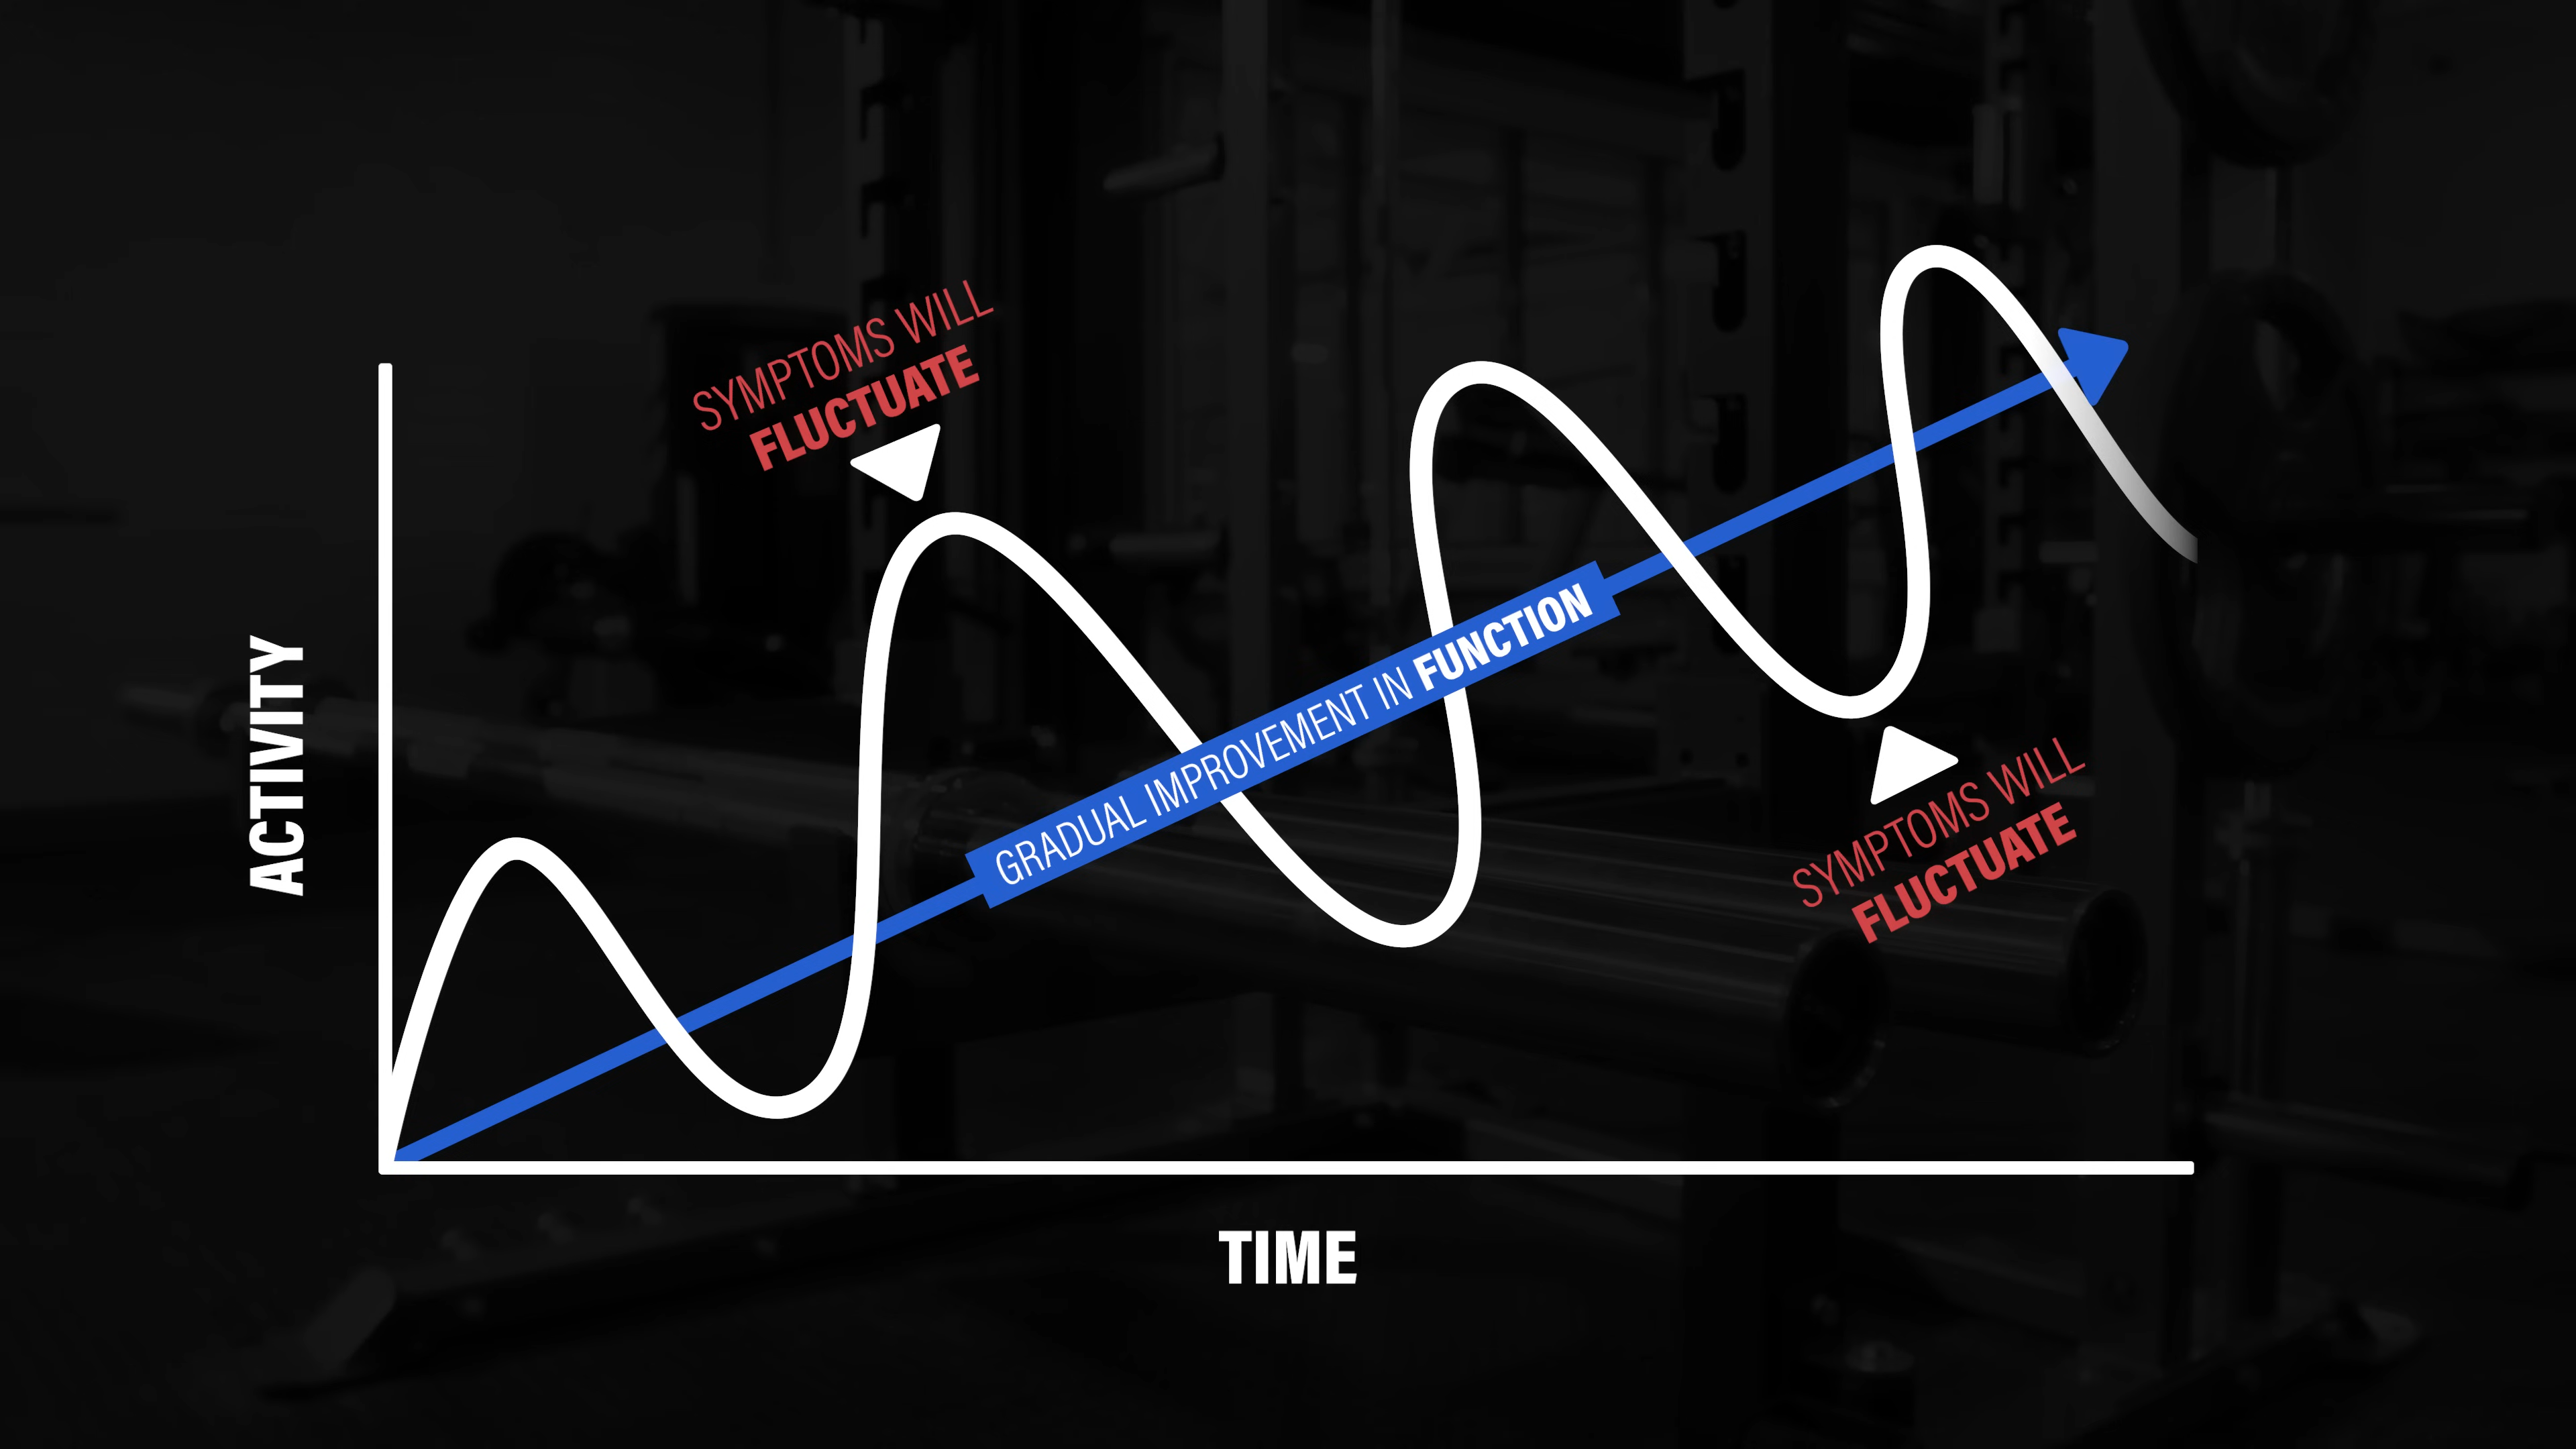 SYMPTOMS WILL
FLUCTUATE
ACTIVITY
GRADUAL IMPROVEMENT IN FUNCTION
SYMPTOMS WILL
FLUCTUATE
TIME